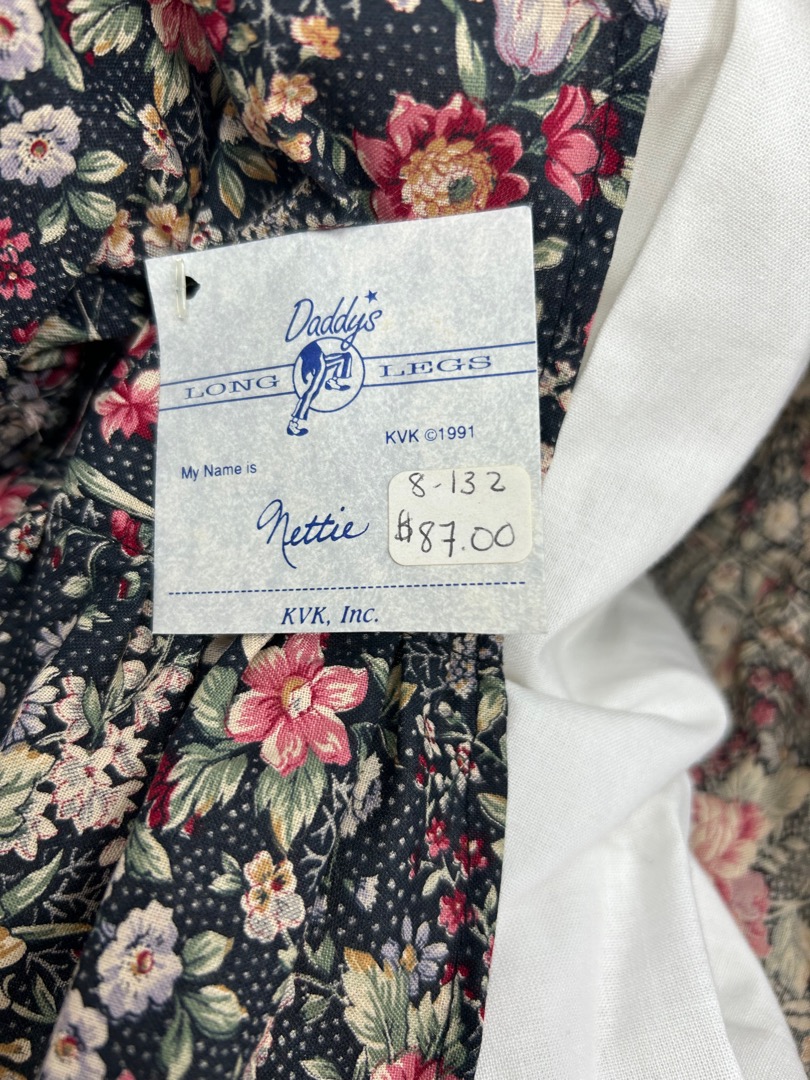 Daddy's
LONG LEGS
KVK ©1991
My Name is
Nettie
8-132
$87.00
KVK, Inc.